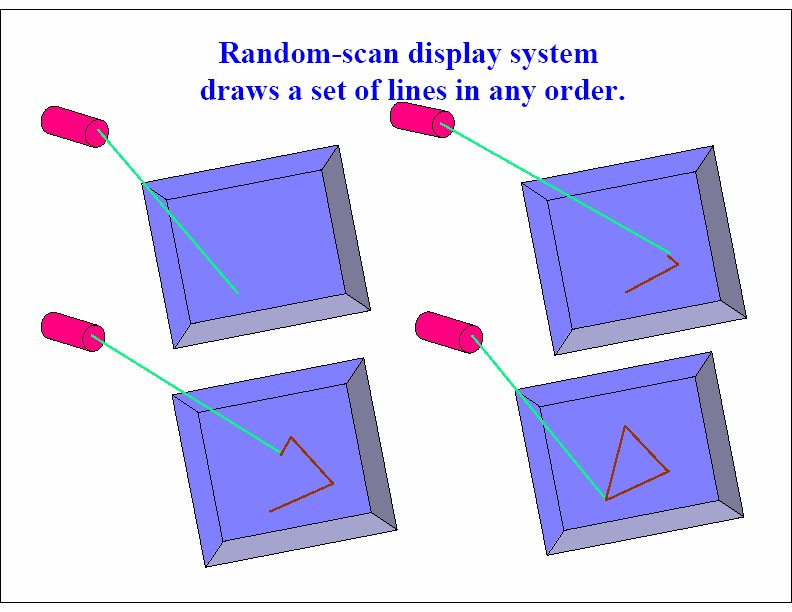 Random-scan display system
draws a set of lines in any order.